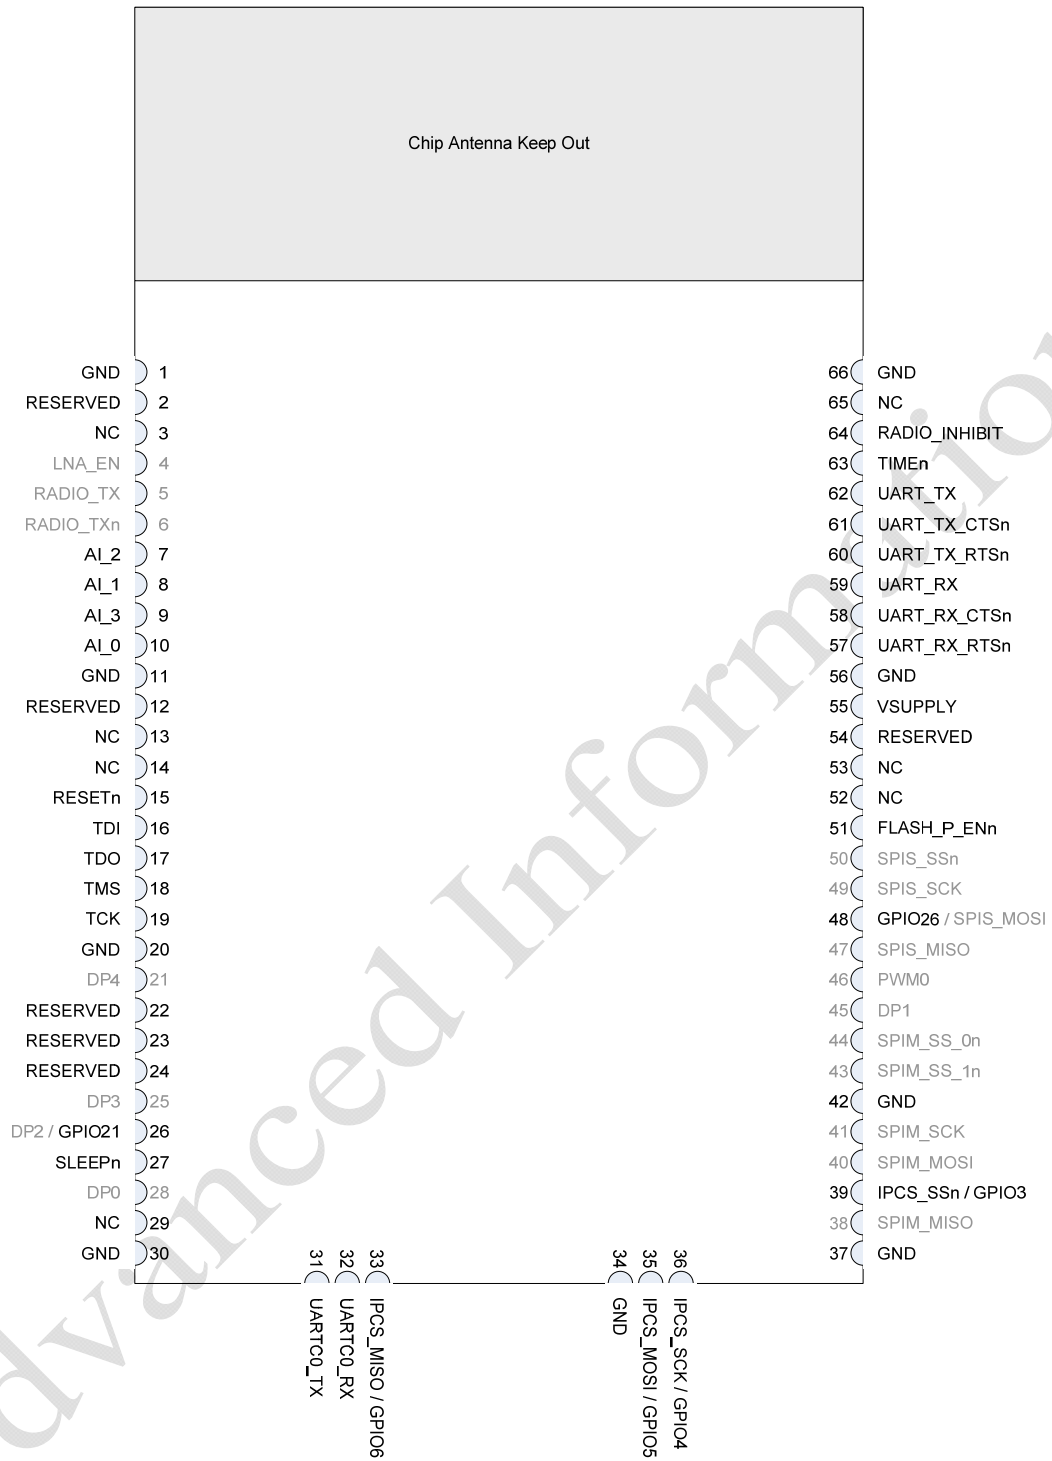 Chip Antenna Keep Out
GND 1
RESERVED 2
NC 3
LNA_EN 4
RADIO_TX 5
RADIO_TXn 6
AI_2 7
AI_1 8
AI_3 9
AI_0 10
GND 11
RESERVED 12
NC 13
NC 14
RESETn 15
TDI 16
TDO 17
TMS 18
TCK 19
GND 20
DP4 21
RESERVED 22
RESERVED 23
RESERVED 24
DP3 25
DP2 / GPIO21 26
SLEEPn 27
DP0 28
NC 29
GND 30
31 UARTC0_TX
32 UARTC0_RX
33 IPCS_MISO / GPIO6
34 GND
35 IPCS_MOSI / GPIO5
36 IPCS_SCK / GPIO4
66 GND
65 NC
64 RADIO_INHIBIT
63 TIMEn
62 UART_TX
61 UART_TX_CTSn
60 UART_TX_RTSn
59 UART_RX
58 UART_RX_CTSn
57 UART_RX_RTSn
56 GND
55 VSUPPLY
54 RESERVED
53 NC
52 NC
51 FLASH_P_ENn
50 SPIS_SSn
49 SPIS_SCK
48 GPIO26 / SPIS_MOSI
47 SPIS_MISO
46 PWM0
45 DP1
44 SPIM_SS_0n
43 SPIM_SS_1n
42 GND
41 SPIM_SCK
40 SPIM_MOSI
39 IPCS_SSn / GPIO3
38 SPIM_MISO
37 GND
dvanced Information